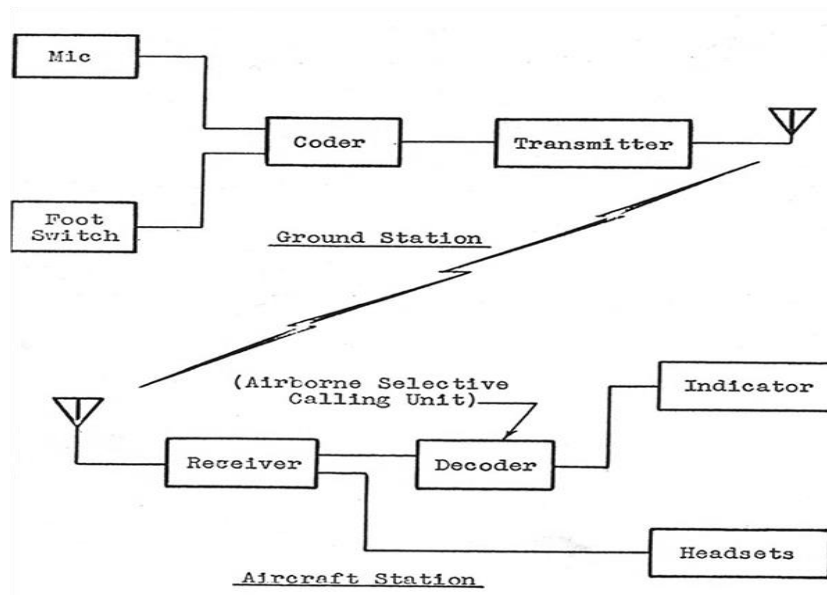 Mic
Coder
Transmitter
Foot
Switch
Ground Station
(Airborne Selective
Calling Unit)
Indicator
Receiver
Decoder
Headsets
Aircraft Station